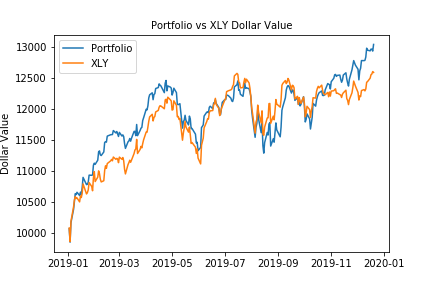 Portfolio vs XLY Dollar Value
Portfolio
XLY
Dollar Value
13000
12500
12000
11500
11000
10500
10000
2019-01 2019-03 2019-05 2019-07 2019-09 2019-11 2020-01